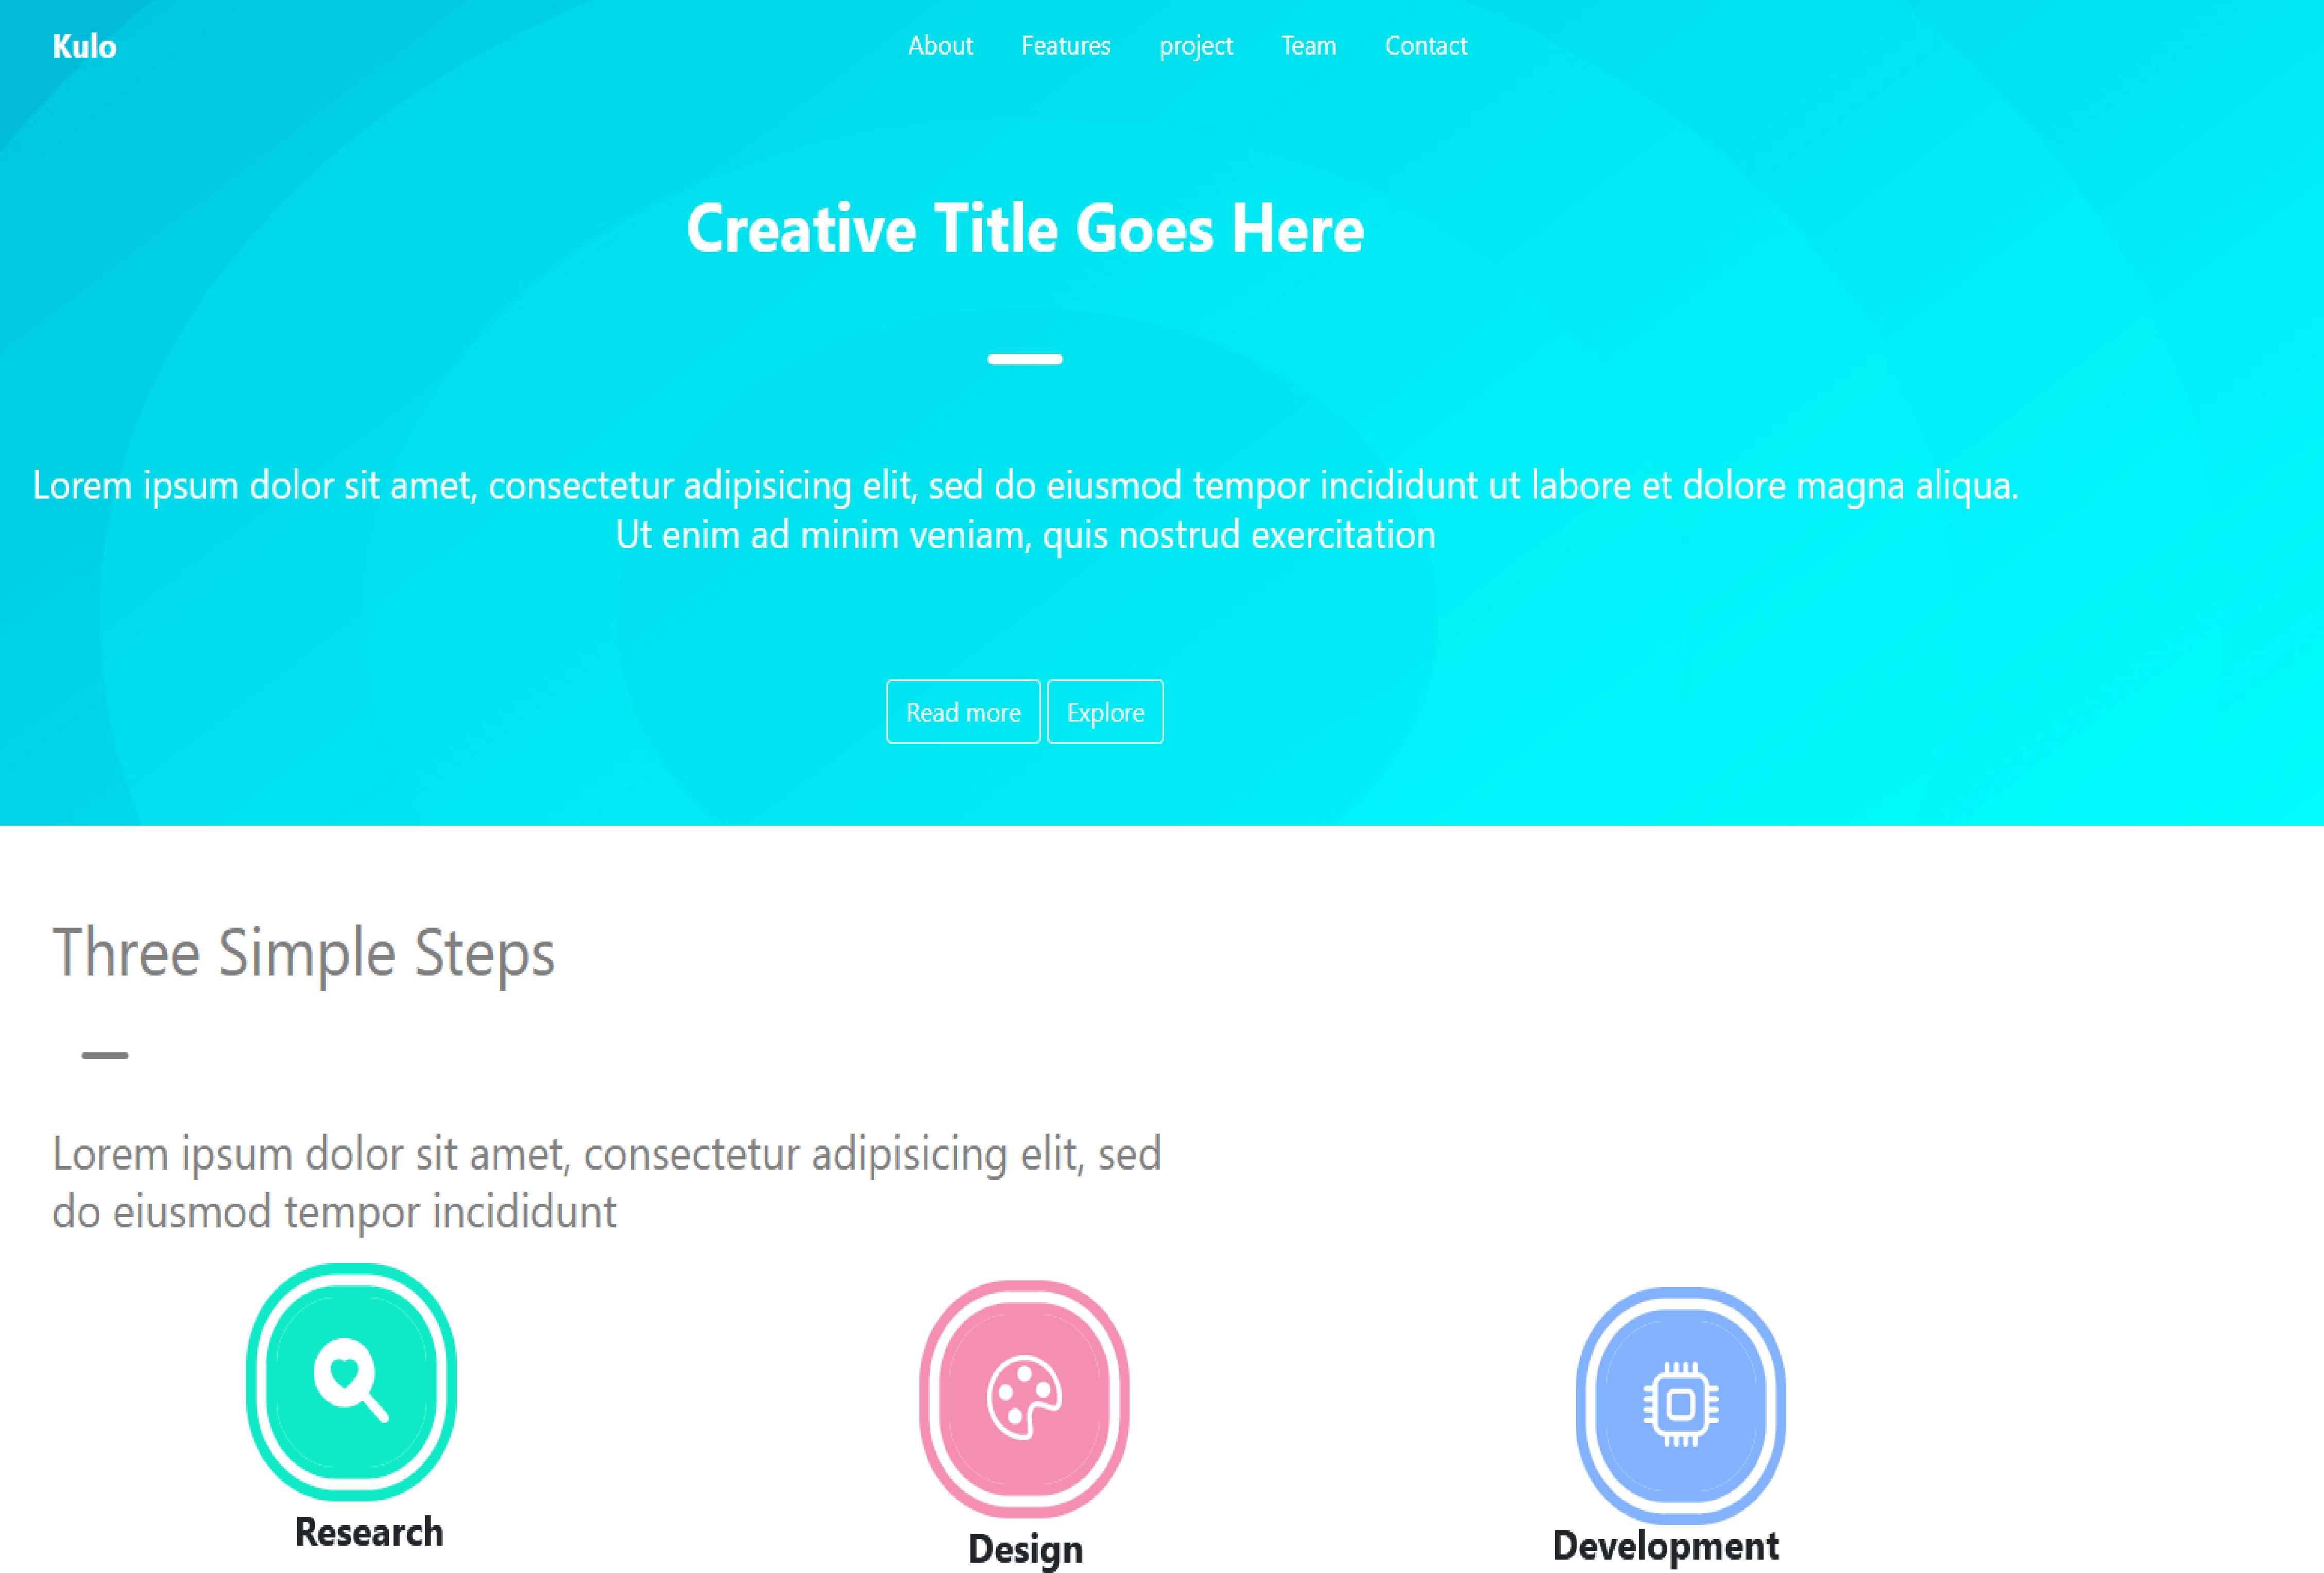 Kulo
About Features project Team Contact
Creative Title Goes Here
Lorem ipsum dolor sit amet, consectetur adipisicing elit, sed do eiusmod tempor incididunt ut labore et dolore magna aliqua.
Ut enim ad minim veniam, quis nostrud exercitation
Read more Explore
Three Simple Steps
Lorem ipsum dolor sit amet, consectetur adipisicing elit, sed
do eiusmod tempor incididunt
Research
Design
Development